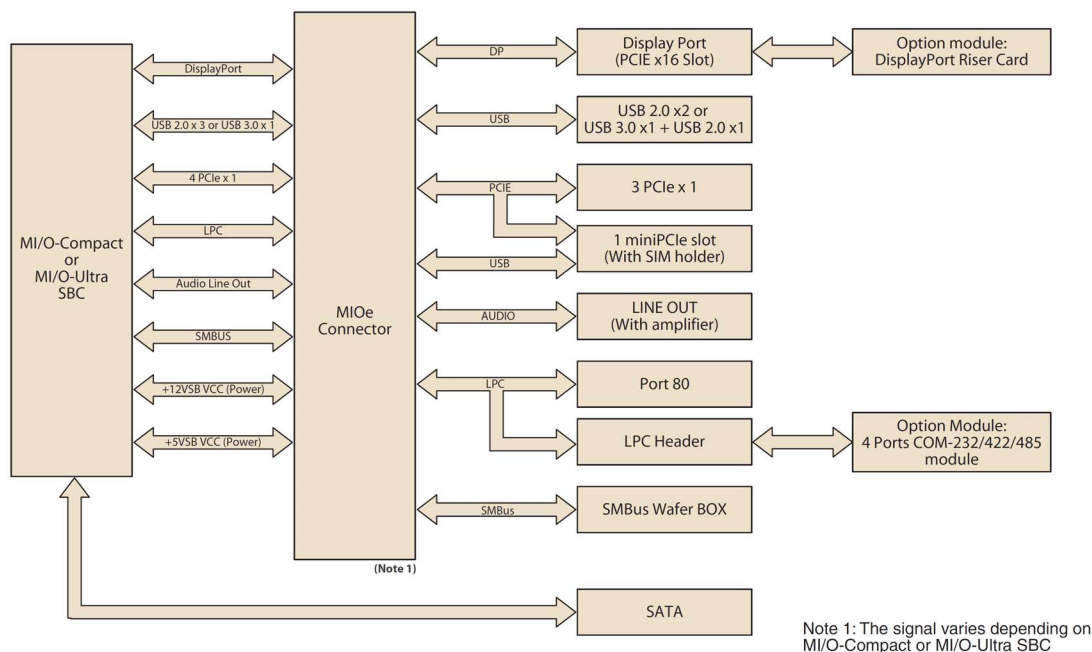 MI/O-Compact
or
MI/O-Ultra
SBC
DisplayPort
USB 2.0 x 3 or USB 3.0 x 1
4 PCIe x 1
LPC
Audio Line Out
SMBUS
+12VSB VCC (Power)
+5VSB VCC (Power)
MIOe
Connector
(Note 1)
DP
USB
PCIE
USB
AUDIO
LPC
SMBus
Display Port
(PCIE x16 Slot)
USB 2.0 x2 or
USB 3.0 x1 + USB 2.0 x1
3 PCIe x 1
1 miniPCIe slot
(With SIM holder)
LINE OUT
(With amplifier)
Port 80
LPC Header
SMBus Wafer BOX
SATA
Option module:
DisplayPort Riser Card
Option Module:
4 Ports COM-232/422/485
module
Note 1: The signal varies depending on
MI/O-Compact or MI/O-Ultra SBC